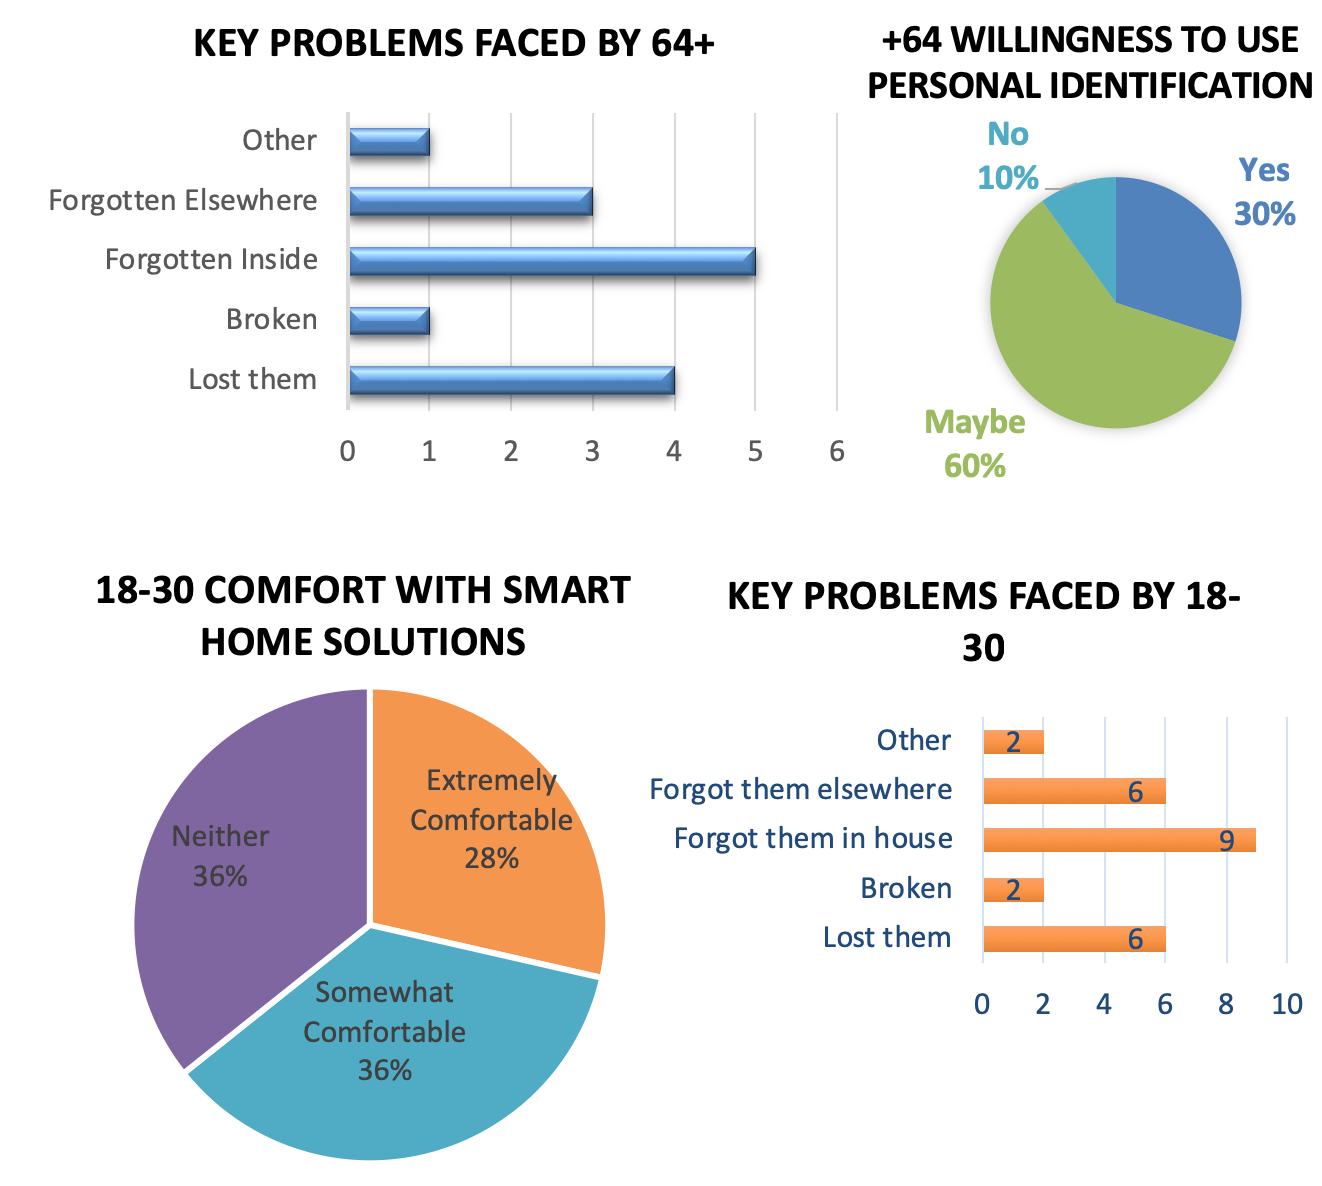 KEY PROBLEMS FACED BY 64+
Other
Forgotten Elsewhere
Forgotten Inside
Broken
Lost them
0 1 2 3 4 5 6
+64 WILLINGNESS TO USE
PERSONAL IDENTIFICATION
No
10%
Yes
30%
Maybe
60%
18-30 COMFORT WITH SMART
HOME SOLUTIONS
Extremely
Comfortable
28%
Neither
36%
Somewhat
Comfortable
36%
KEY PROBLEMS FACED BY 18-
30
Other 2
Forgot them elsewhere 6
Forgot them in house 9
Broken 2
Lost them 6
0 2 4 6 8 10